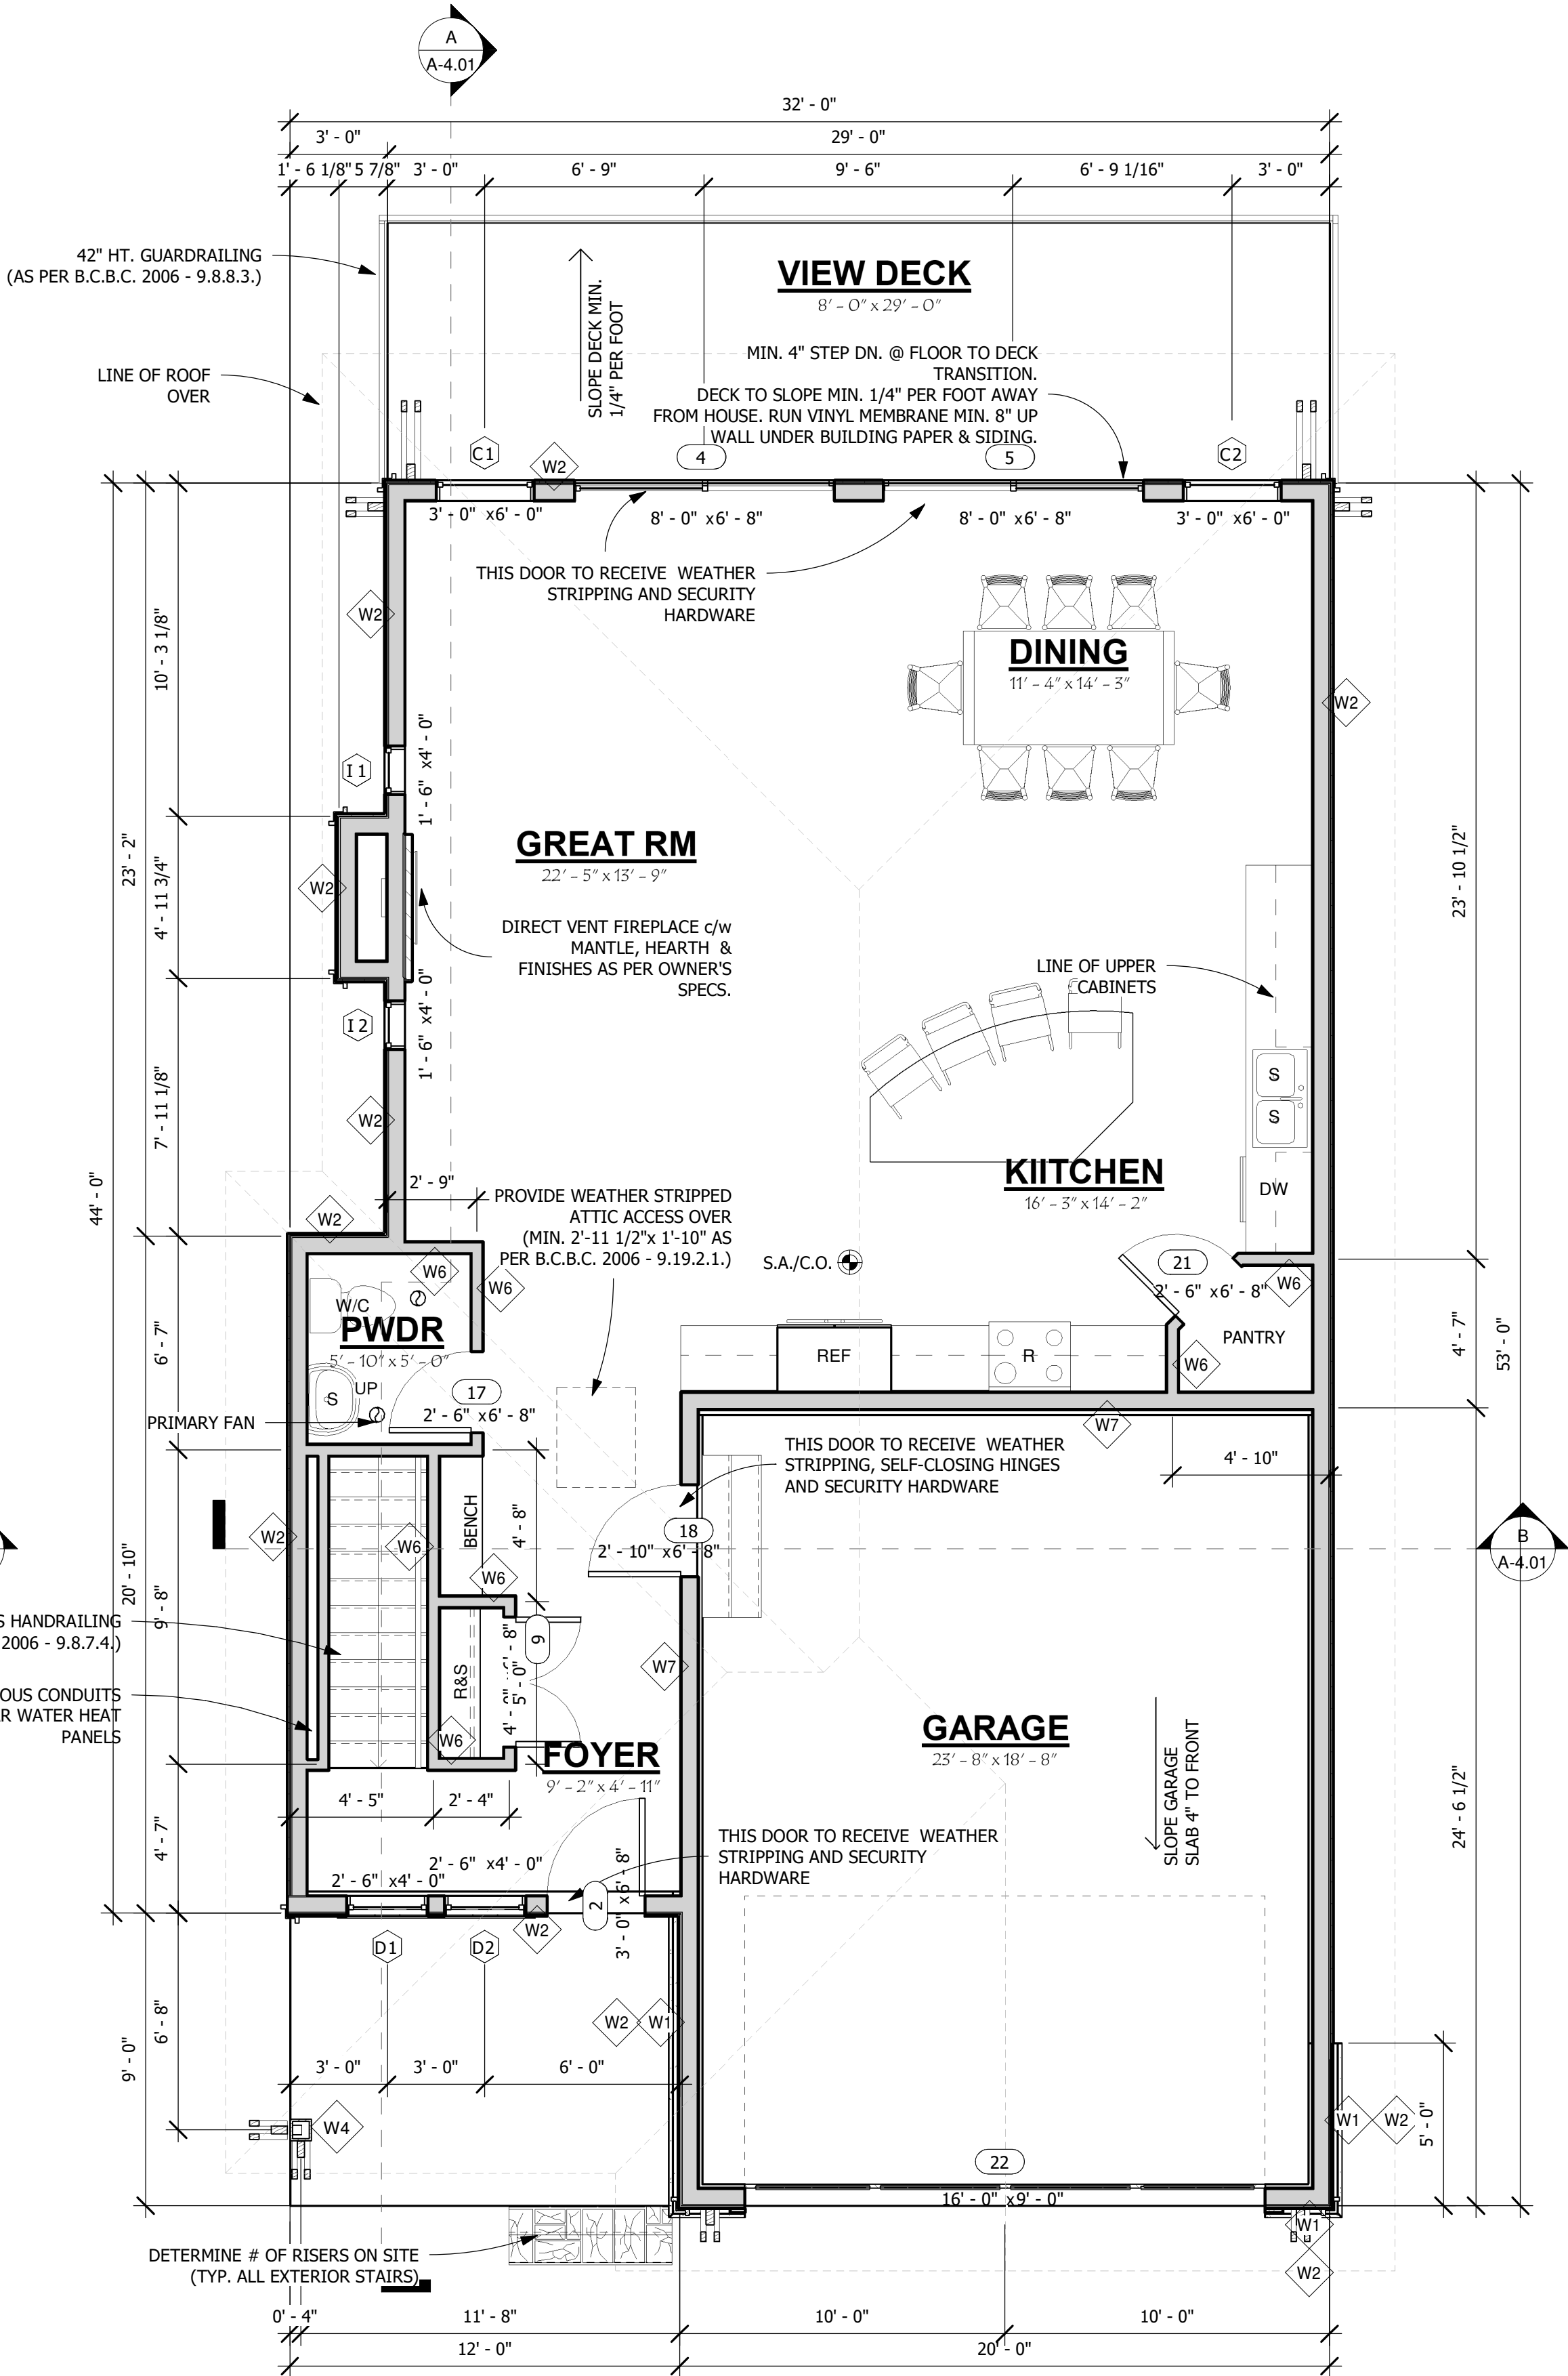 A
A-4.01
32' - 0"
3' - 0"
29' - 0"
1' - 6 1/8"
5 7/8"
3' - 0"
6' - 9"
9' - 6"
6' - 9 1/16"
3' - 0"
42" HT. GUARDRAILING
(AS PER B.C.B.C. 2006 - 9.8.8.3.)
SLOPE DECK MIN.
1/4" PER FOOT
VIEW DECK
8' - 0" x 29' - 0"
LINE OF ROOF
OVER
MIN. 4" STEP DN. @ FLOOR TO DECK
TRANSITION.
DECK TO SLOPE MIN. 1/4" PER FOOT AWAY
FROM HOUSE. RUN VINYL MEMBRANE MIN. 8" UP
WALL UNDER BUILDING PAPER & SIDING.
C1
W2
4
5
C2
3' - 0" x6' - 0"
8' - 0" x6' - 8"
8' - 0" x6' - 8"
3' - 0" x6' - 0"
THIS DOOR TO RECEIVE WEATHER
STRIPPING AND SECURITY
HARDWARE
W2
10' - 3 1/8"
DINING
11' - 4" x 14' - 3"
W2
I 1
1' - 6" x4' - 0"
GREAT RM
22' - 5" x 13' - 9"
23' - 2"
4' - 11 3/4"
W2
23' - 10 1/2"
DIRECT VENT FIREPLACE c/w
MANTLE, HEARTH &
FINISHES AS PER OWNER'S
SPECS.
LINE OF UPPER
CABINETS
I 2
1' - 6" x4' - 0"
S
S
7' - 11 1/8"
W2
KIITCHEN
16' - 3" x 14' - 2"
DW
44' - 0"
2' - 9"
W2
PROVIDE WEATHER STRIPPED
ATTIC ACCESS OVER
(MIN. 2'-11 1/2"x 1'-10" AS
PER B.C.B.C. 2006 - 9.19.2.1.)
S.A./C.O.
21
2' - 6" x6' - 8"
W6
W6
W6
W/C
PWDR
5' - 10" x 5' - 0"
6' - 7"
REF
R
PANTRY
W6
4' - 7"
53' - 0"
S
UP
17
2' - 6" x6' - 8"
PRIMARY FAN
W7
4' - 10"
THIS DOOR TO RECEIVE WEATHER
STRIPPING, SELF-CLOSING HINGES
AND SECURITY HARDWARE
W2
W6
BENCH
4' - 8"
W6
18
2' - 10" x6' - 8"
B
A-4.01
20' - 10"
9' - 8"
S HANDRAILING
2006 - 9.8.7.4.)
OUS CONDUITS
R WATER HEAT
PANELS
R&S
W6
9
5' - 0"
W7
FOYER
9' - 2" x 4' - 11"
GARAGE
23' - 8" x 18' - 8"
SLOPE GARAGE
SLAB 4" TO FRONT
24' - 6 1/2"
4' - 5"
2' - 4"
4' - 7"
THIS DOOR TO RECEIVE WEATHER
STRIPPING AND SECURITY
HARDWARE
2' - 6" x4' - 0"
2' - 6" x4' - 0"
2
3' - 0" x6' - 8"
W2
D1
D2
W2
W1
6' - 8"
9' - 0"
3' - 0"
3' - 0"
6' - 0"
W4
W1
W2
5' - 0"
22
16' - 0" x9' - 0"
W1
W2
DETERMINE # OF RISERS ON SITE
(TYP. ALL EXTERIOR STAIRS)
0' - 4"
11' - 8"
10' - 0"
10' - 0"
12' - 0"
20' - 0"